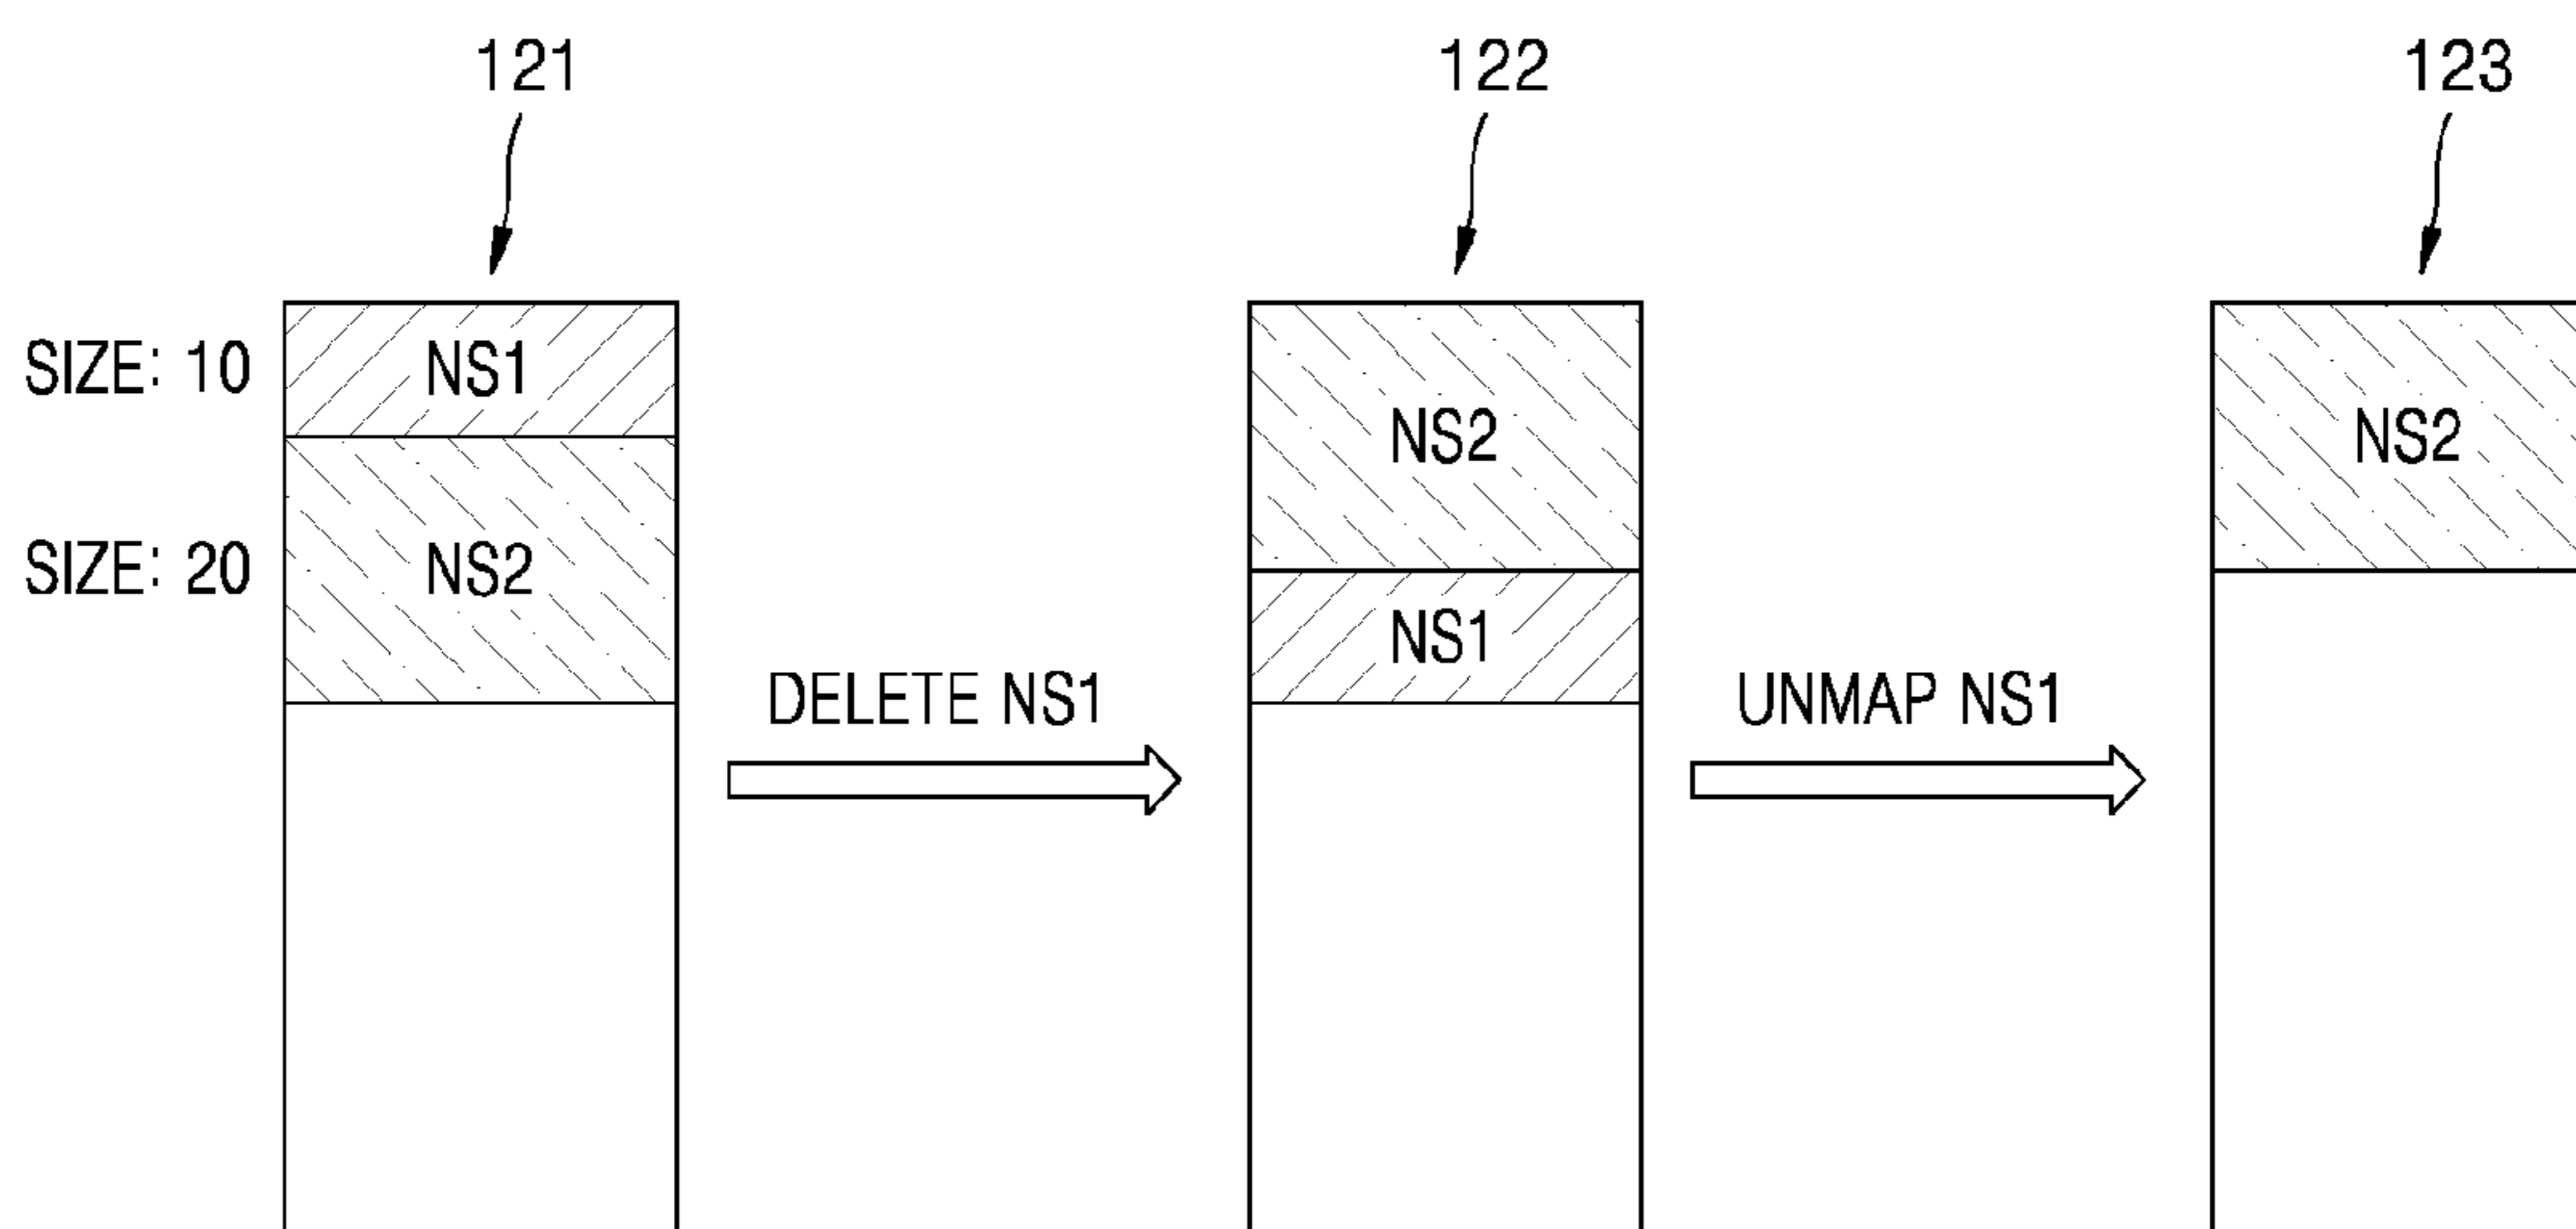 121
122
123
SIZE: 10
NS1
SIZE: 20
NS2
DELETE NS1
NS2
NS1
UNMAP NS1
NS2